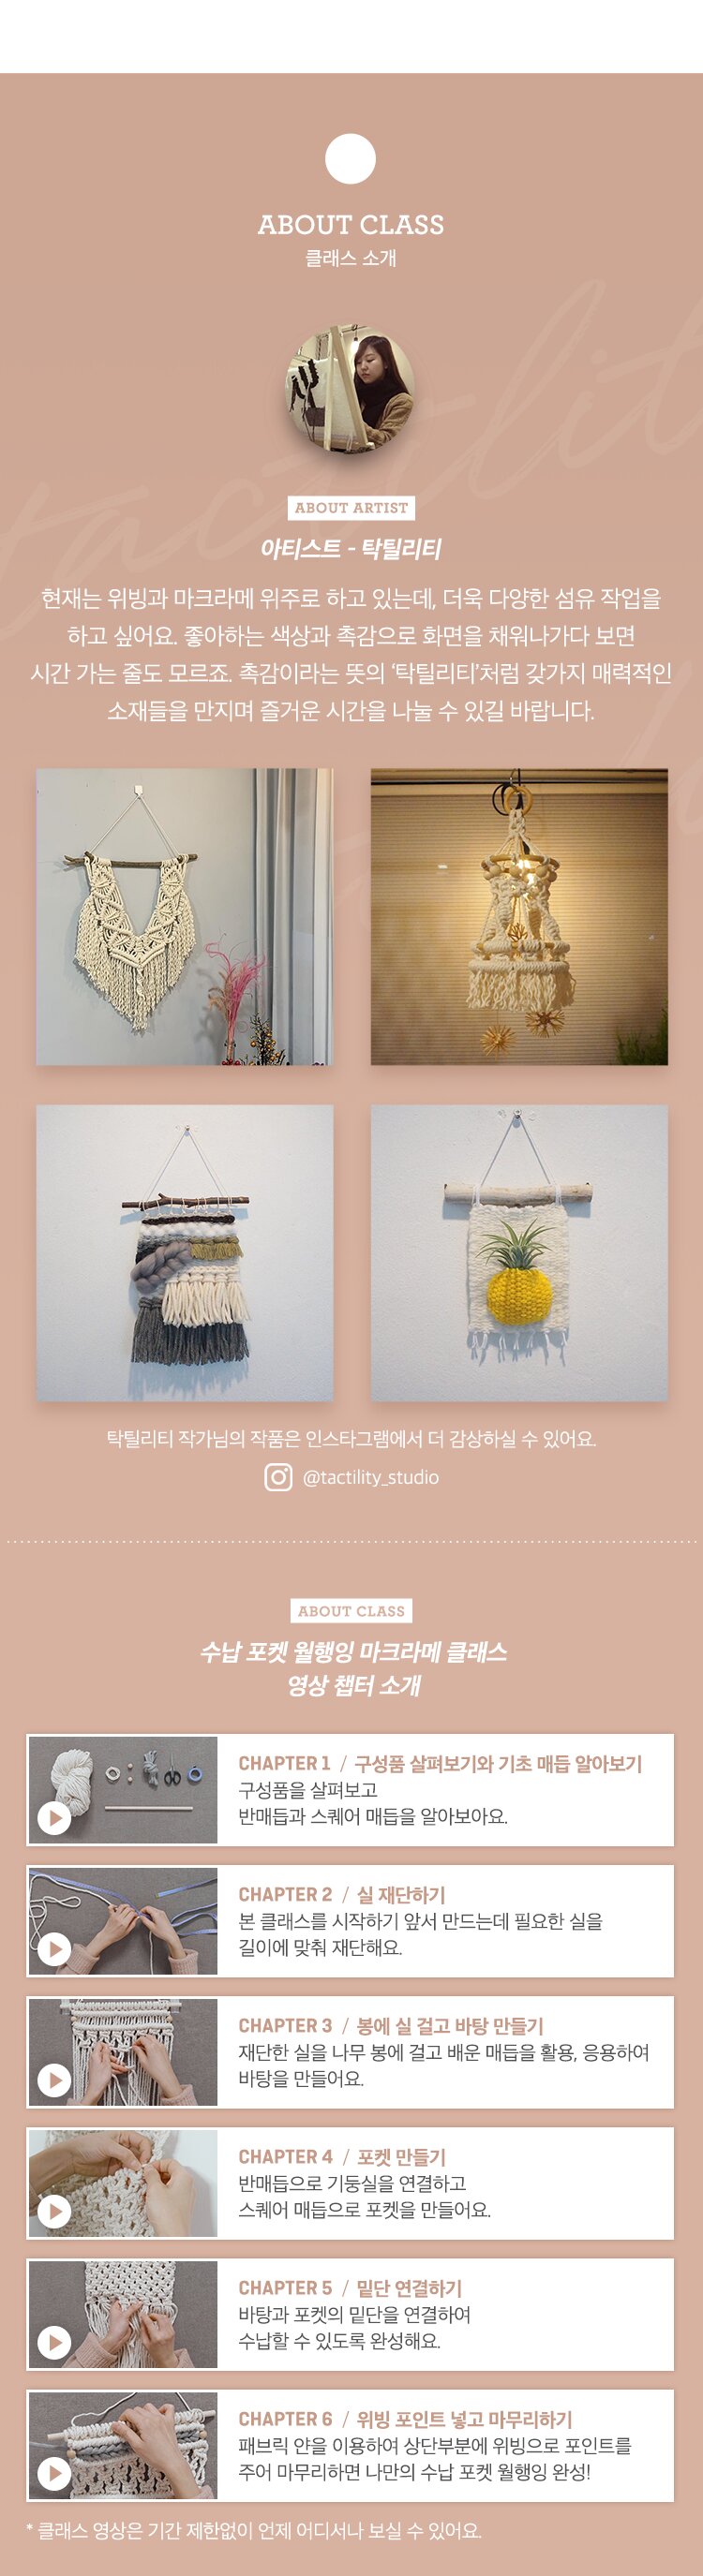 ABOUT CLASS
클래스 소개
ABOUT ARTIST
아티스트 - 탁틸리티
현재는 위빙과 마크라메 위주로 하고 있는데, 더욱 다양한 섬유 작업을
하고 싶어요. 좋아하는 색상과 촉감으로 화면을 채워나가다 보면
시간 가는 줄도 모르죠. 촉감이라는 뜻의 ‘탁틸리티’처럼 갖가지 매력적인
소재들을 만지며 즐거운 시간을 나눌 수 있길 바랍니다.
탁틸리티 작가님의 작품은 인스타그램에서 더 감상하실 수 있어요.
@tactility_studio
ABOUT CLASS
수납 포켓 월행잉 마크라메 클래스
영상 챕터 소개
CHAPTER 1 / 구성품 살펴보기와 기초 매듭 알아보기
구성품을 살펴보고
반매듭과 스퀘어 매듭을 알아보아요.
CHAPTER 2 / 실 재단하기
본 클래스를 시작하기 앞서 만드는데 필요한 실을
길이에 맞춰 재단해요.
CHAPTER 3 / 봉에 실 걸고 바탕 만들기
재단한 실을 나무 봉에 걸고 배운 매듭을 활용, 응용하여
바탕을 만들어요.
CHAPTER 4 / 포켓 만들기
반매듭으로 기둥실을 연결하고
스퀘어 매듭으로 포켓을 만들어요.
CHAPTER 5 / 밑단 연결하기
바탕과 포켓의 밑단을 연결하여
수납할 수 있도록 완성해요.
CHAPTER 6 / 위빙 포인트 넣고 마무리하기
패브릭 얀을 이용하여 상단부분에 위빙으로 포인트를
주어 마무리하면 나만의 수납 포켓 월행잉 완성!
* 클래스 영상은 기간 제한없이 언제 어디서나 보실 수 있어요.